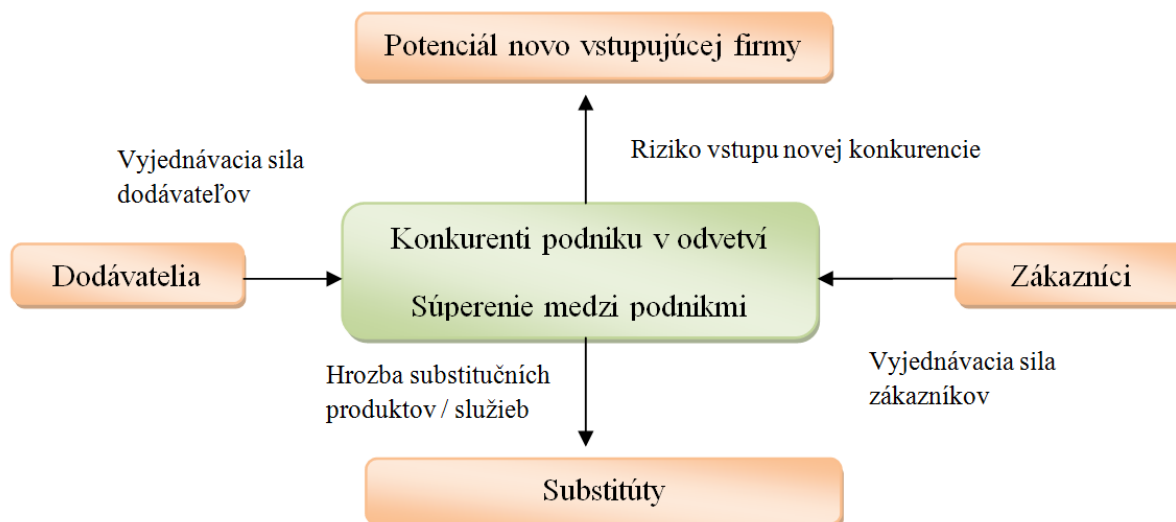 Potenciál novo vstupujúcej firmy
Vyjednávacia sila
dodávateľov
Riziko vstupu novej konkurencie
Konkurenti podniku v odvetví
Dodávatelia
Zákazníci
Súperenie medzi podnikmi
Hrozba substitučních
produktov / služieb
Vyjednávacia sila
zákazníkov
Substitúty